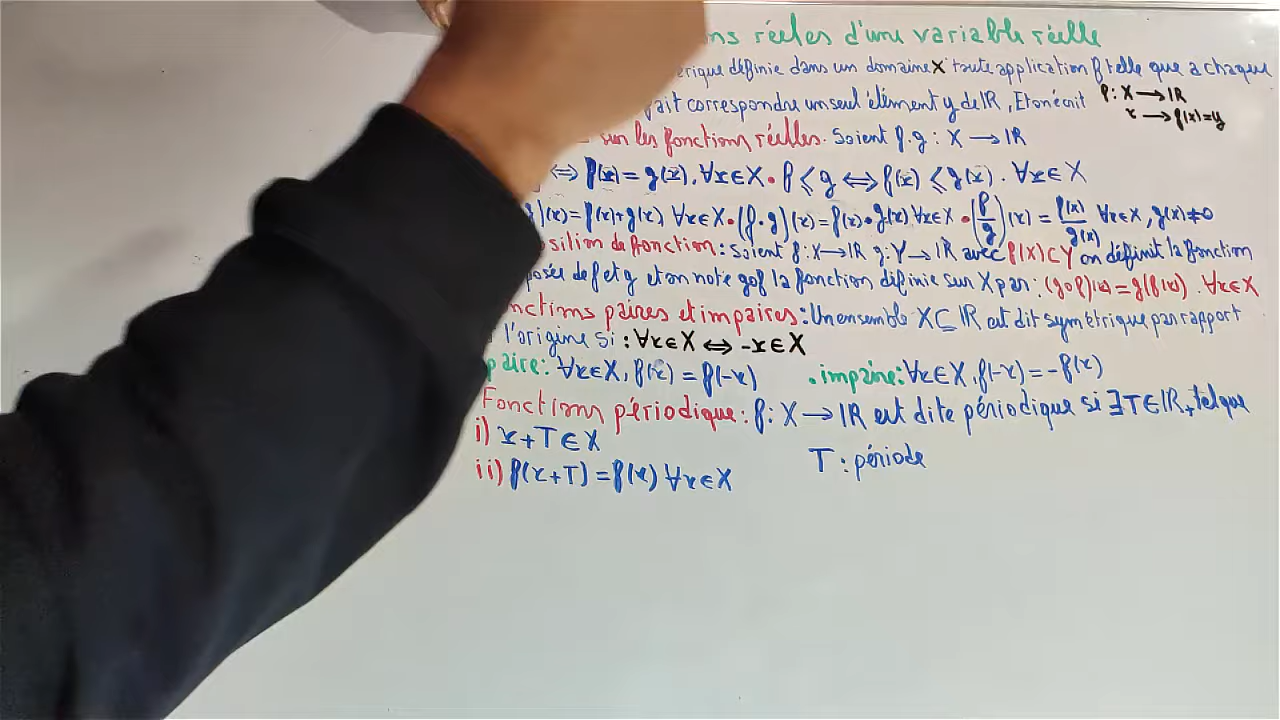 ns réeles d'une variable réelle
rique définie dans un domaine X toute application f telle que a chaque
fait correspondre un seul élément y de IR, Et on écrit f: X → IR
x → f(x)=y
sur les fonctions réelles. Soient f.g : X → IR
⇔ f(x) = g(x), ∀x∈X • f ≤ g ⇔ f(x) ≤ g(x). ∀x∈X
)(x)=f(x)+g(x) ∀x∈X • (f·g)(x)=f(x)•g(x) ∀x∈X • (f/g)(x) = f(x)/g(x) ∀x∈X, g(x)≠0
osition de fonction : soient f: X→IR g: Y→IR avec f(X)⊂Y on définit la fonction
posée de f et g et on note gof la fonction définie sur X par : (gof)(x)=g(f(x)). ∀x∈X
nctions paires et impaires : Un ensemble X⊆IR est dit symétrique par rapport
l'origine si : ∀x∈X ⇔ -x∈X
paire: ∀x∈X, f(x) = f(-x) . impaire: ∀x∈X, f(-x) = -f(x)
Fonctions périodique : f: X → IR est dite périodique si ∃T∈IR+ tel que
i) x+T∈X
T : période
ii) f(x+T) = f(x) ∀x∈X